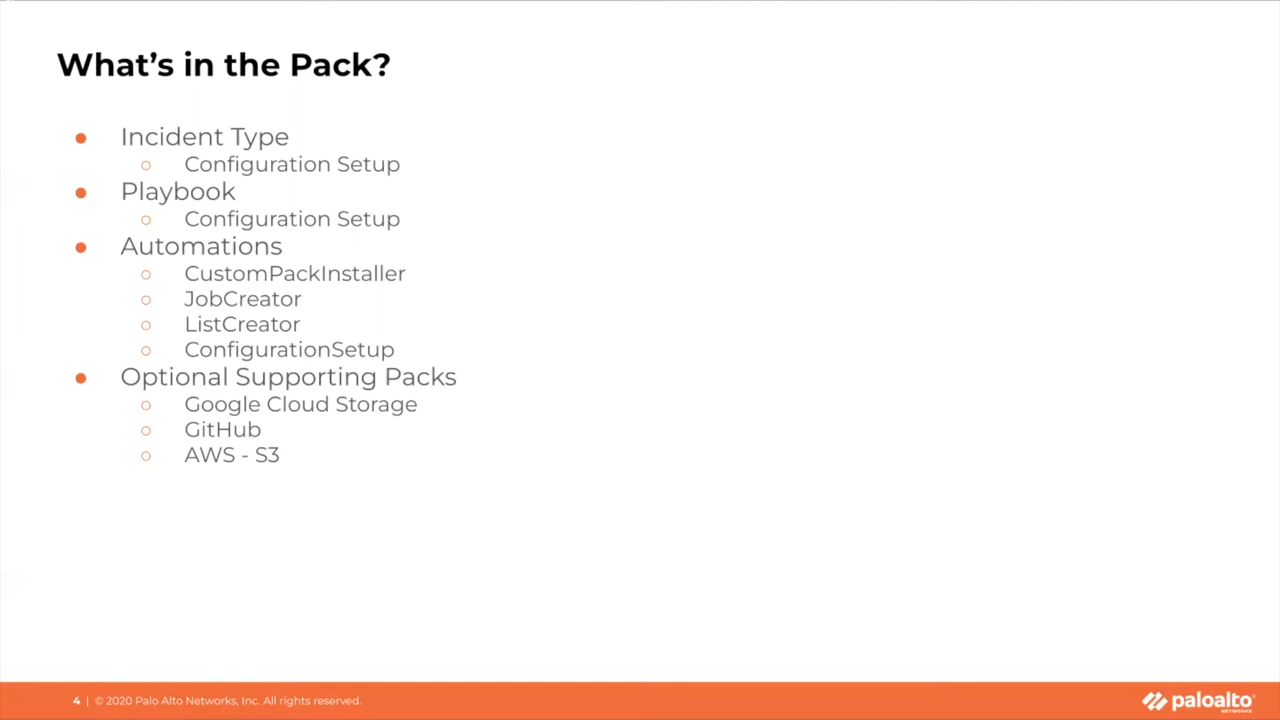 What's in the Pack?
● Incident Type
○ Configuration Setup
● Playbook
○ Configuration Setup
● Automations
○ CustomPackInstaller
○ JobCreator
○ ListCreator
○ ConfigurationSetup
● Optional Supporting Packs
○ Google Cloud Storage
○ GitHub
○ AWS - S3
4 | © 2020 Palo Alto Networks, Inc. All rights reserved.
paloalto
NETWORKS